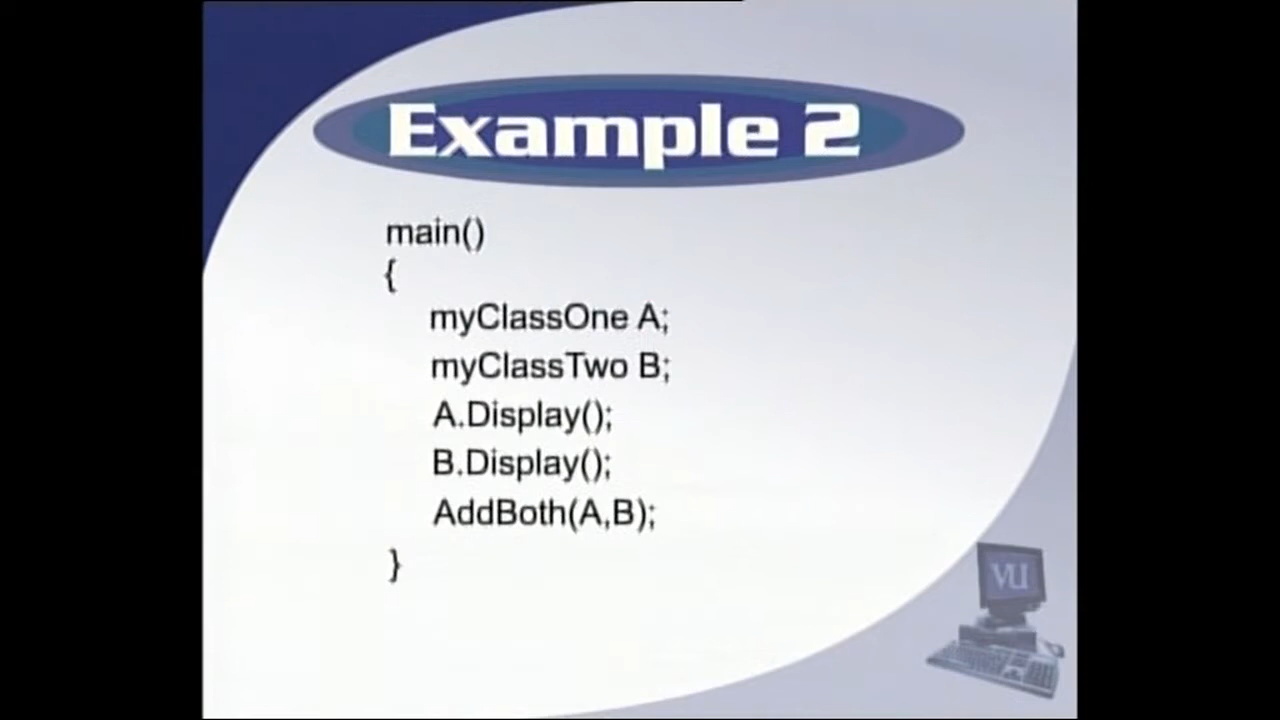 Example 2
main()
{
myClassOne A;
myClassTwo B;
A.Display();
B.Display();
AddBoth(A,B);
}
VU